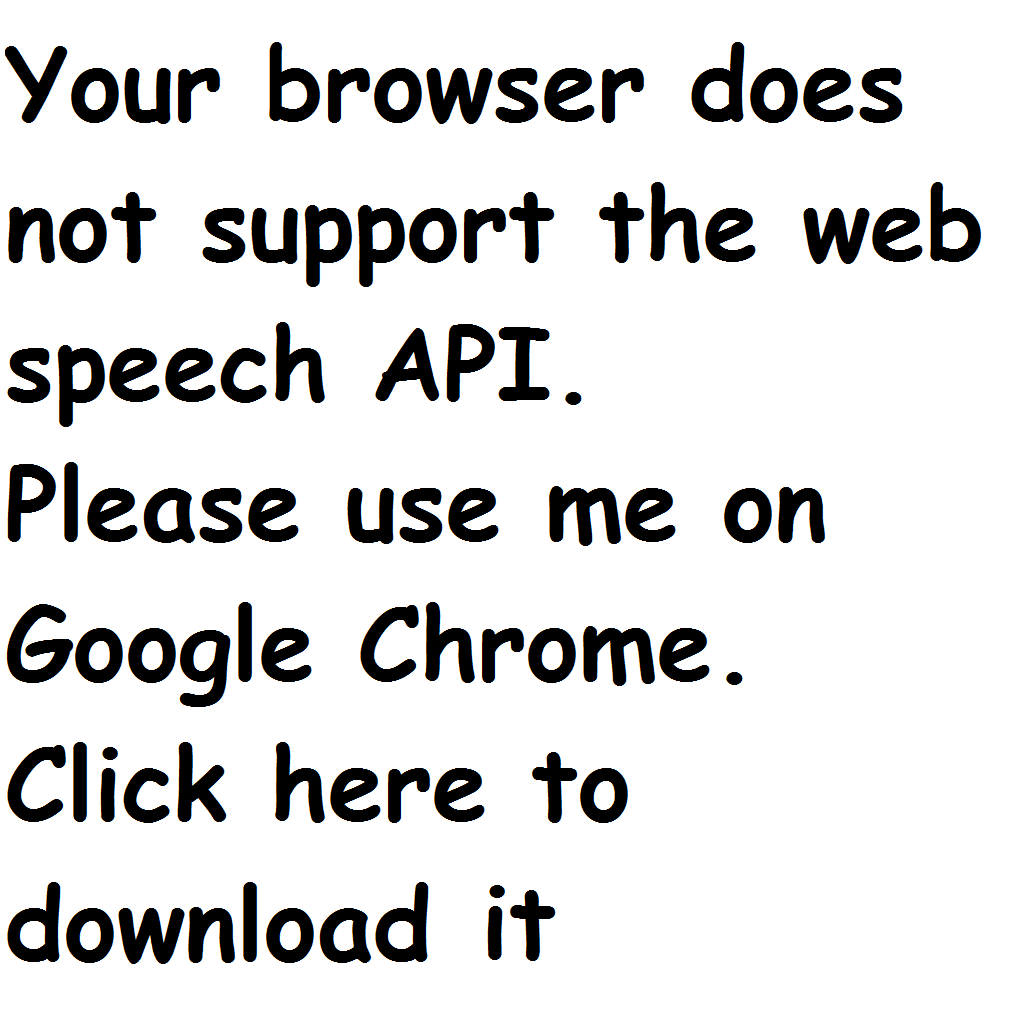 Your browser does
not support the web
speech API.
Please use me on
Google Chrome.
Click here to
download it